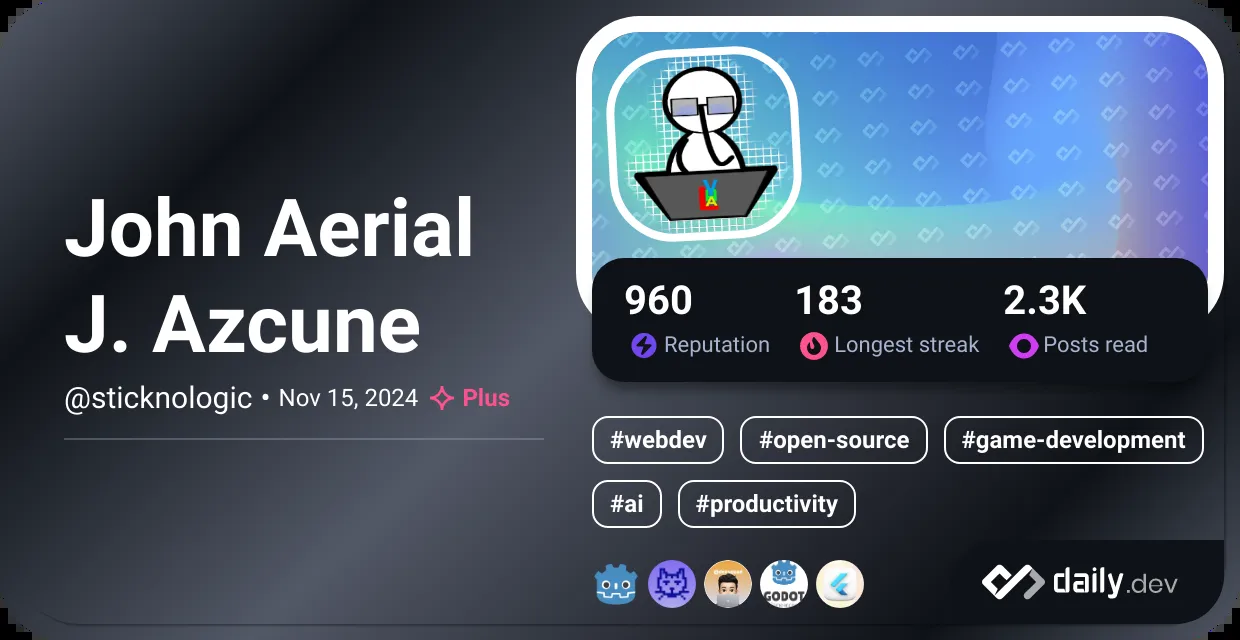 John Aerial
J. Azcune
@sticknologic • Nov 15, 2024 Plus
960 183 2.3K
Reputation Longest streak Posts read
#webdev #open-source #game-development
#ai #productivity
GODOT
daily.dev